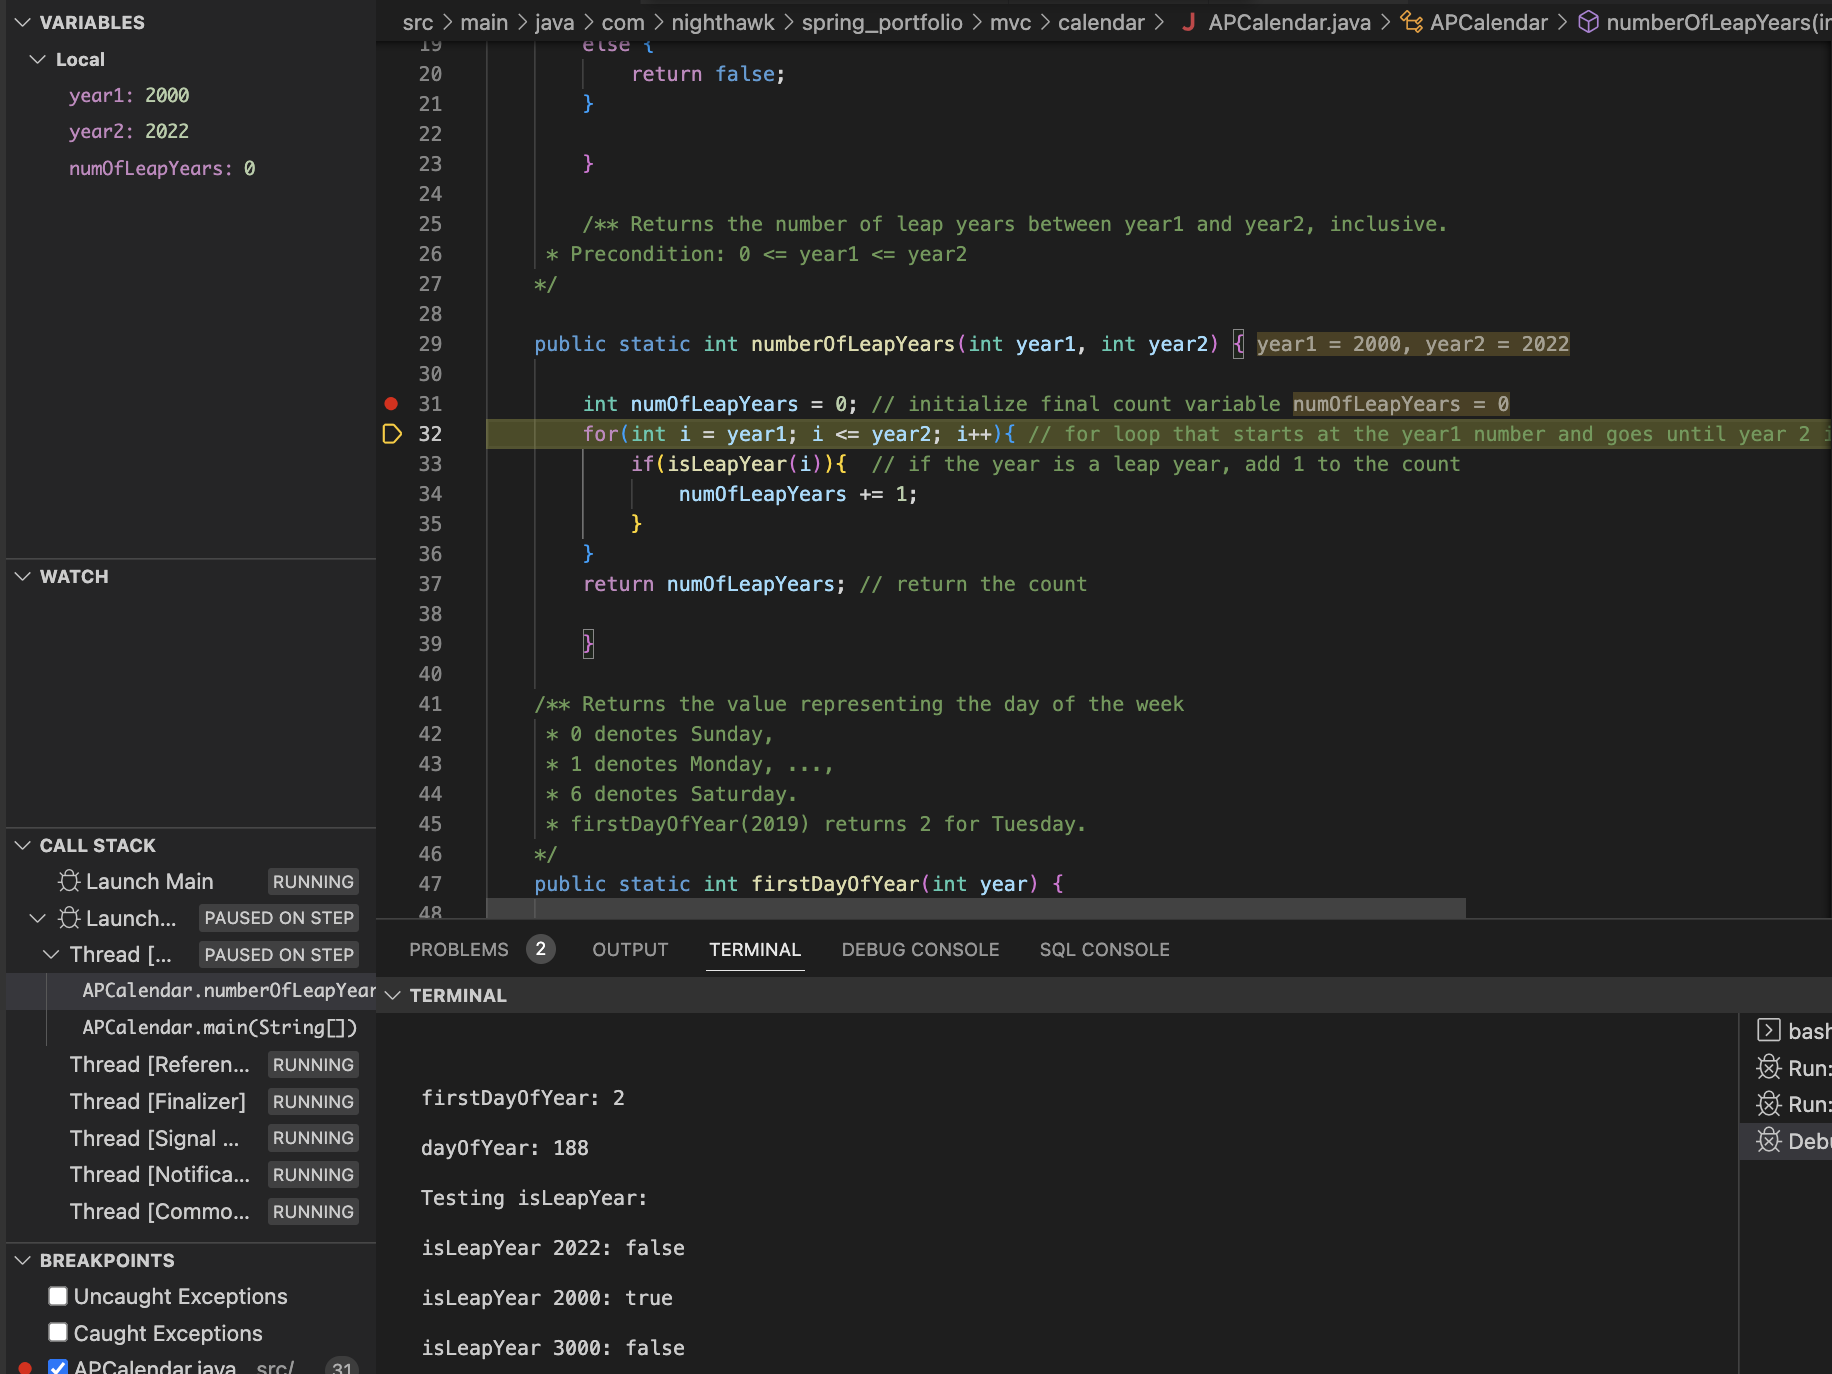 VARIABLES
Local
year1: 2000
year2: 2022
numOfLeapYears: 0
WATCH
CALL STACK
Launch Main RUNNING
Launch... PAUSED ON STEP
Thread [... PAUSED ON STEP
APCalendar.numberOfLeapYear
APCalendar.main(String[])
Thread [Referen... RUNNING
Thread [Finalizer] RUNNING
Thread [Signal ... RUNNING
Thread [Notifica... RUNNING
Thread [Commo... RUNNING
BREAKPOINTS
Uncaught Exceptions
Caught Exceptions
APCalendar.java src/ 31
src > main > java > com > nighthawk > spring_portfolio > mvc > calendar > J APCalendar.java > APCalendar > numberOfLeapYears(in
19 else {
20 return false;
21 }
22
23 }
24
25 /** Returns the number of leap years between year1 and year2, inclusive.
26 * Precondition: 0 <= year1 <= year2
27 */
28
29 public static int numberOfLeapYears(int year1, int year2) { year1 = 2000, year2 = 2022
30
31 int numOfLeapYears = 0; // initialize final count variable numOfLeapYears = 0
32 for(int i = year1; i <= year2; i++){ // for loop that starts at the year1 number and goes until year 2 i
33 if(isLeapYear(i)){ // if the year is a leap year, add 1 to the count
34 numOfLeapYears += 1;
35 }
36 }
37 return numOfLeapYears; // return the count
38
39 }
40
41 /** Returns the value representing the day of the week
42 * 0 denotes Sunday,
43 * 1 denotes Monday, ...,
44 * 6 denotes Saturday.
45 * firstDayOfYear(2019) returns 2 for Tuesday.
46 */
47 public static int firstDayOfYear(int year) {
48
PROBLEMS 2 OUTPUT TERMINAL DEBUG CONSOLE SQL CONSOLE
TERMINAL
firstDayOfYear: 2
dayOfYear: 188
Testing isLeapYear:
isLeapYear 2022: false
isLeapYear 2000: true
isLeapYear 3000: false
bash
Run:
Run:
Debu